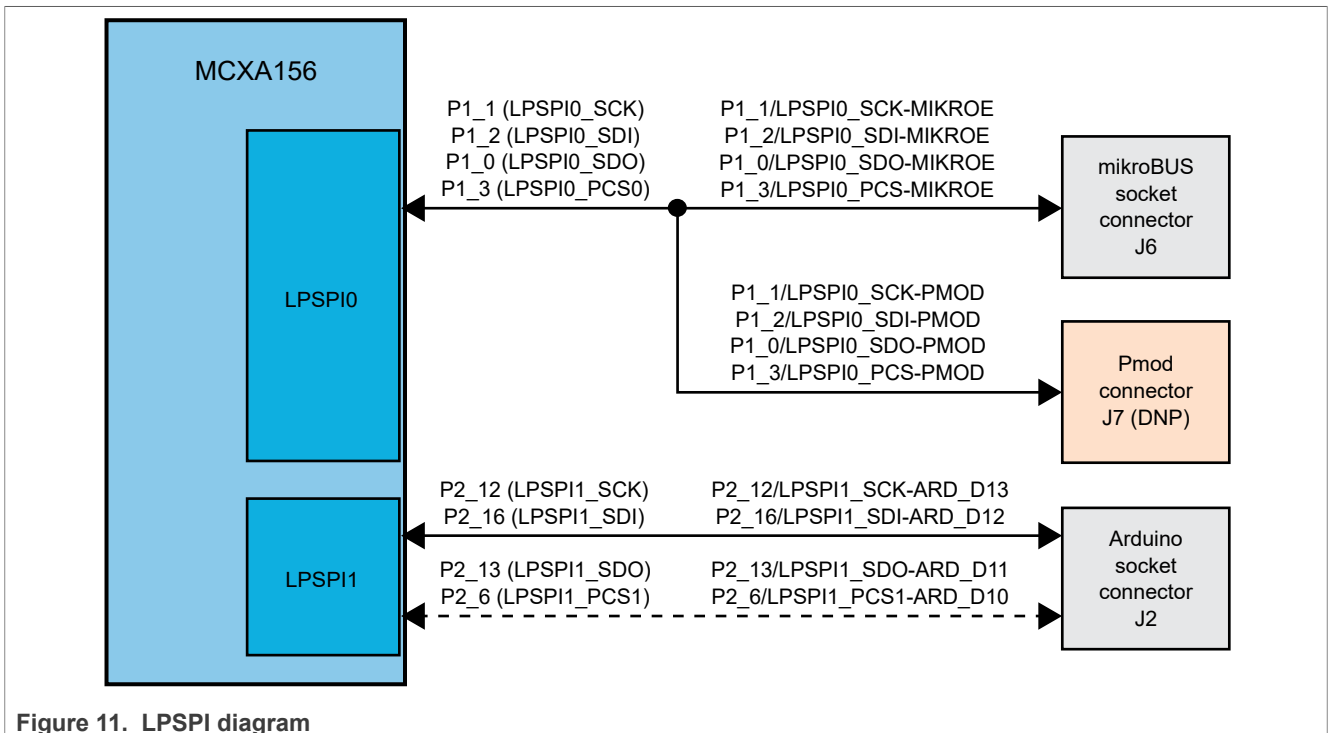 MCXA156
P1_1 (LPSPI0_SCK)
P1_2 (LPSPI0_SDI)
P1_0 (LPSPI0_SDO)
P1_3 (LPSPI0_PCS0)
P1_1/LPSPI0_SCK-MIKROE
P1_2/LPSPI0_SDI-MIKROE
P1_0/LPSPI0_SDO-MIKROE
P1_3/LPSPI0_PCS-MIKROE
mikroBUS
socket
connector
J6
LPSPI0
P1_1/LPSPI0_SCK-PMOD
P1_2/LPSPI0_SDI-PMOD
P1_0/LPSPI0_SDO-PMOD
P1_3/LPSPI0_PCS-PMOD
Pmod
connector
J7 (DNP)
LPSPI1
P2_12 (LPSPI1_SCK)
P2_16 (LPSPI1_SDI)
P2_12/LPSPI1_SCK-ARD_D13
P2_16/LPSPI1_SDI-ARD_D12
P2_13 (LPSPI1_SDO)
P2_6 (LPSPI1_PCS1)
P2_13/LPSPI1_SDO-ARD_D11
P2_6/LPSPI1_PCS1-ARD_D10
Arduino
socket
connector
J2
Figure 11. LPSPI diagram